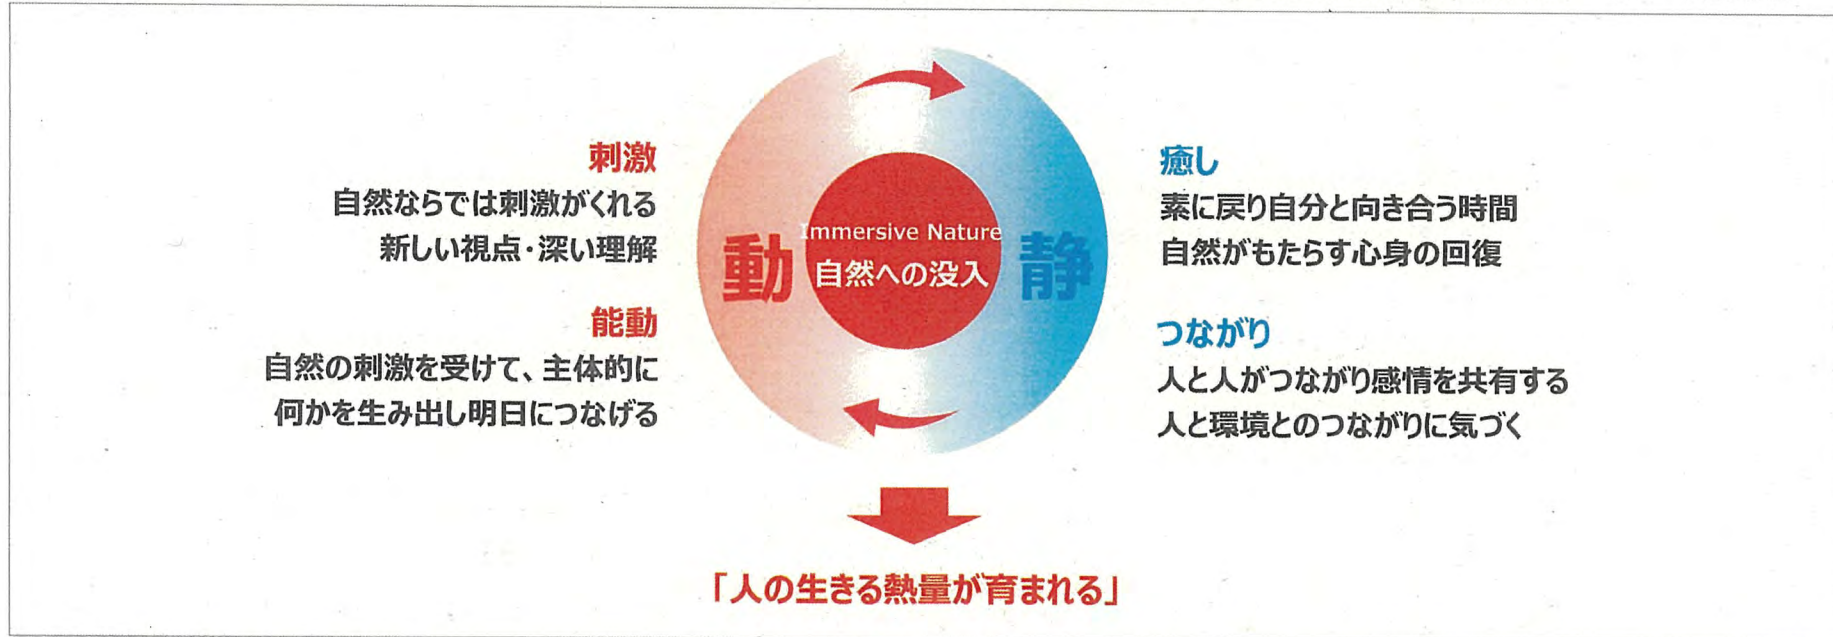 刺激
自然ならでは刺激がくれる
新しい視点・深い理解
能動
自然の刺激を受けて、主体的に
何かを生み出し明日につなげる
動
Immersive Nature
自然への没入
静
癒し
素に戻り自分と向き合う時間
自然がもたらす心身の回復
つながり
人と人がつながり感情を共有する
人と環境とのつながりに気づく
「人の生きる熱量が育まれる」